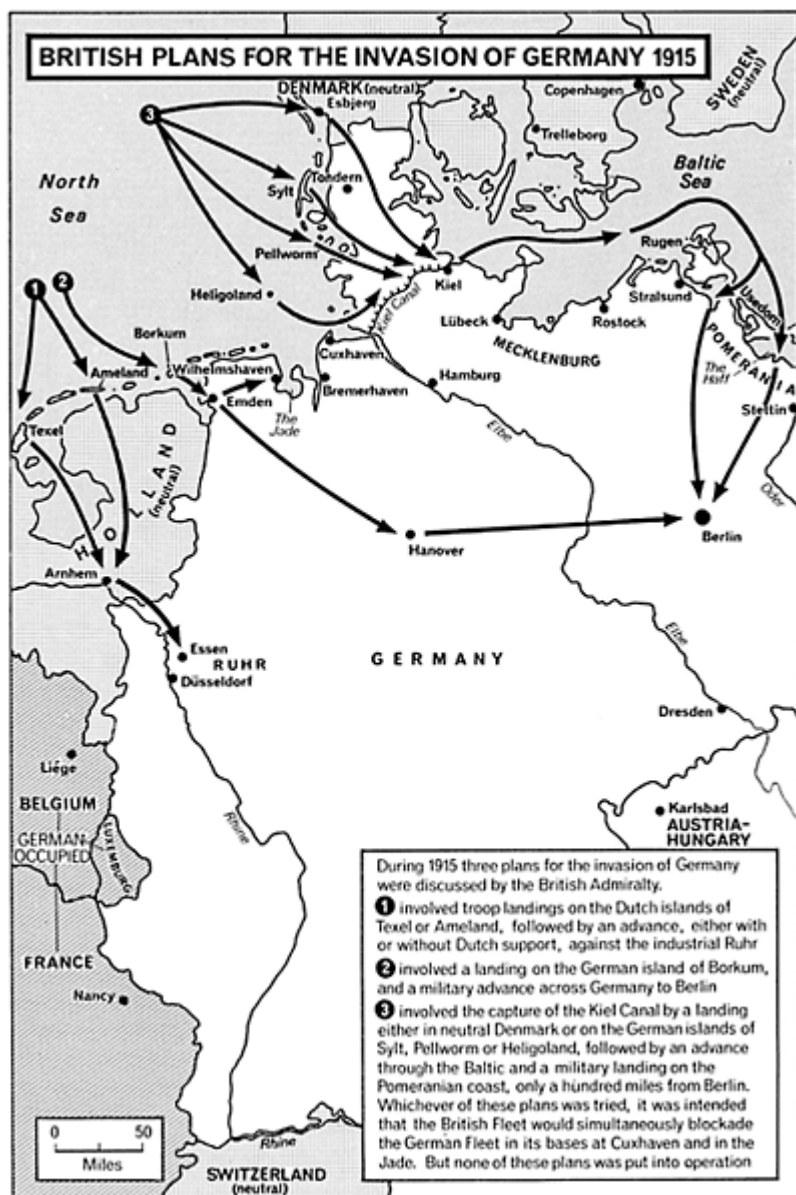 BRITISH PLANS FOR THE INVASION OF GERMANY 1915
DENMARK (neutral)
Esbjerg
Copenhagen
SWEDEN
(neutral)
3
Trelleborg
North
Sea
Tondern
Sylt
Baltic
Sea
Pellworm
Rugen
Kiel
Heligoland
Kiel Canal
Stralsund
Usedom
1
2
Lübeck
Rostock
Borkum
MECKLENBURG
POMERANIA
Cuxhaven
Wilhelmshaven
Ameland
Hamburg
Bremerhaven
The
Haff
Emden
The
Jade
Stettin
Texel
Elbe
HOLLAND
(neutral)
Oder
Hanover
Berlin
Arnhem
Essen
RUHR
GERMANY
Elbe
Düsseldorf
Dresden
Liége
BELGIUM
Karlsbad
AUSTRIA-
HUNGARY
GERMAN
OCCUPIED
LUXEMBURG
Rhine
FRANCE
Nancy
During 1915 three plans for the invasion of Germany
were discussed by the British Admiralty.
1 involved troop landings on the Dutch islands of
Texel or Ameland, followed by an advance, either with
or without Dutch support, against the industrial Ruhr
2 involved a landing on the German island of Borkum,
and a military advance across Germany to Berlin
3 involved the capture of the Kiel Canal by a landing
either in neutral Denmark or on the German islands of
Sylt, Pellworm or Heligoland, followed by an advance
through the Baltic and a military landing on the
Pomeranian coast, only a hundred miles from Berlin.
Whichever of these plans was tried, it was intended
that the British Fleet would simultaneously blockade
the German Fleet in its bases at Cuxhaven and in the
Jade. But none of these plans was put into operation
0 50
Miles
Rhine
SWITZERLAND
(neutral)